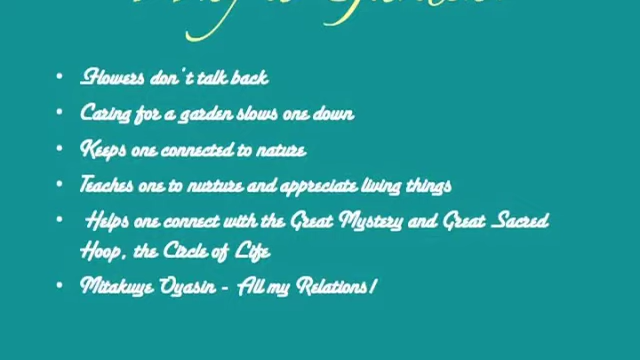 • Flowers don't talk back
• Caring for a garden slows one down
• Keeps one connected to nature
• Teaches one to nurture and appreciate living things
• Helps one connect with the Great Mystery and Great Sacred
Hoop, the Circle of Life
• Mitakuye Oyasin - All my Relations!